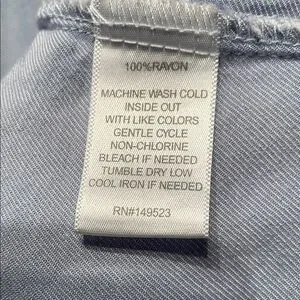 100%RAYON
MACHINE WASH COLD
INSIDE OUT
WITH LIKE COLORS
GENTLE CYCLE
NON-CHLORINE
BLEACH IF NEEDED
TUMBLE DRY LOW
COOL IRON IF NEEDED
RN#149523